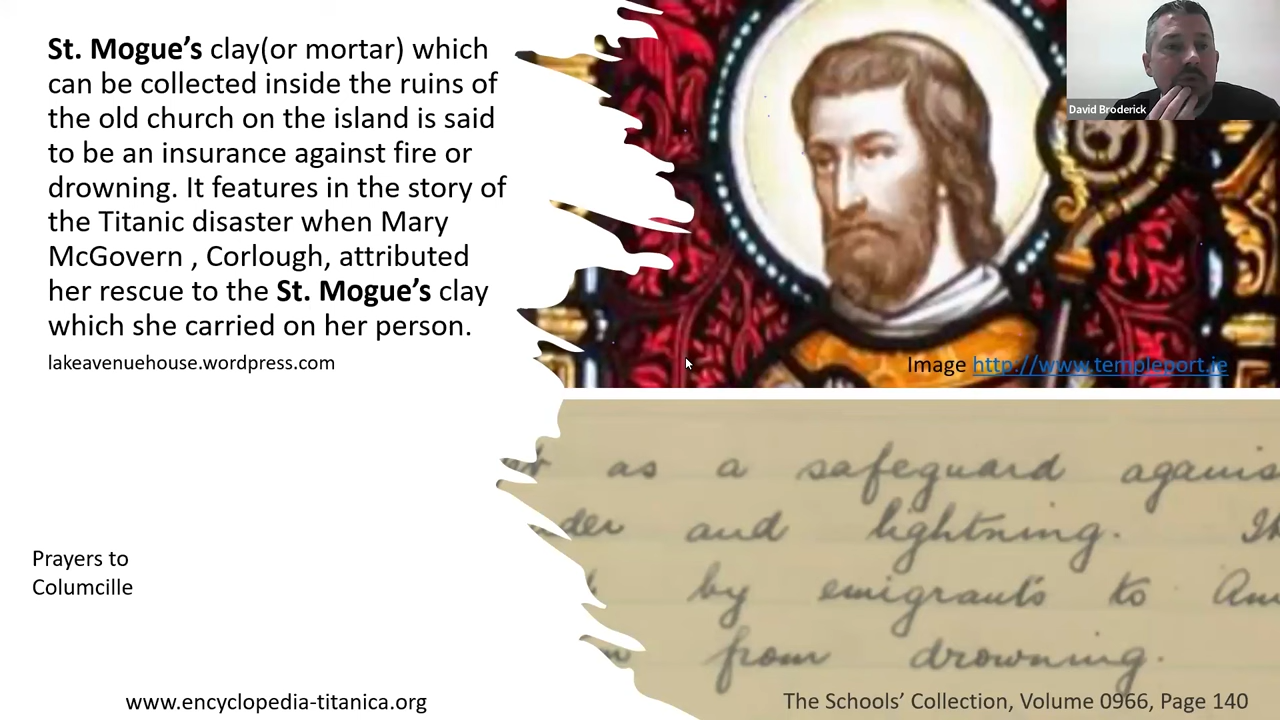 St. Mogue's clay(or mortar) which
can be collected inside the ruins of
the old church on the island is said
to be an insurance against fire or
drowning. It features in the story of
the Titanic disaster when Mary
McGovern , Corlough, attributed
her rescue to the St. Mogue's clay
which she carried on her person.
lakeavenuehouse.wordpress.com
David Broderick
Image http://www.templeport.ie
as a safeguard agains
and lightning.
by emigrants to
from drowning.
Prayers to
Columcille
www.encyclopedia-titanica.org
The Schools' Collection, Volume 0966, Page 140